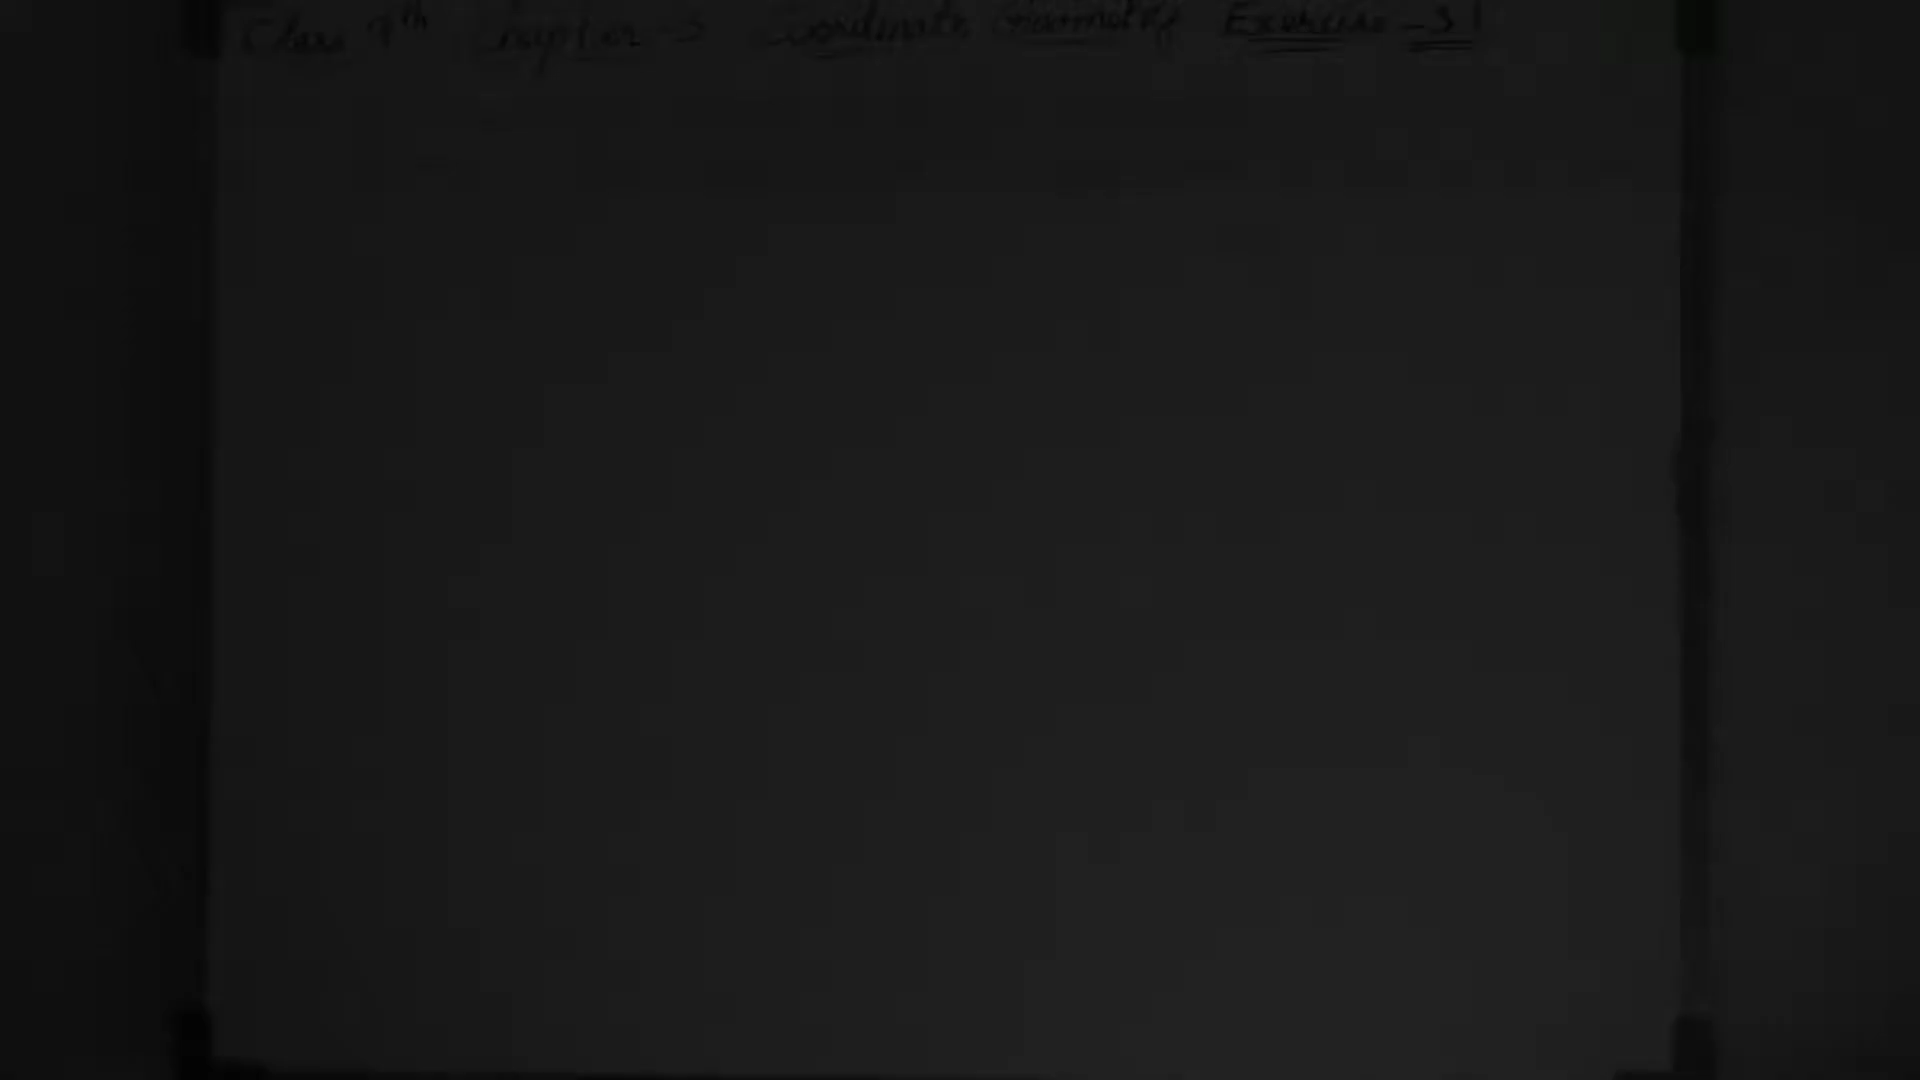 Class 9th Chapter - 3 Coordinate Geometry Exercise - 3.1